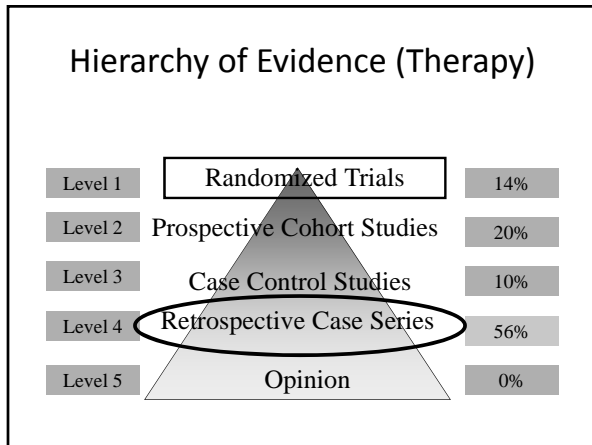 Hierarchy of Evidence (Therapy)
Level 1 Randomized Trials 14%
Level 2 Prospective Cohort Studies 20%
Level 3 Case Control Studies 10%
Level 4 Retrospective Case Series 56%
Level 5 Opinion 0%